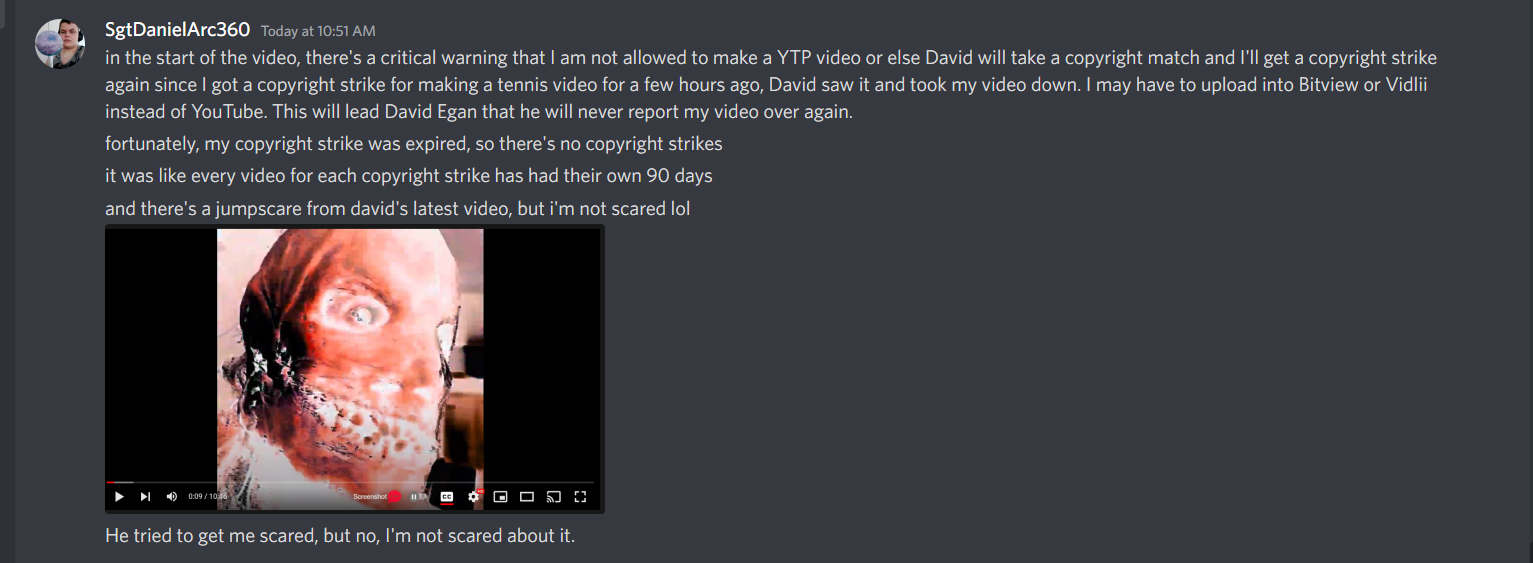 SgtDanielArc360 Today at 10:51 AM
in the start of the video, there's a critical warning that I am not allowed to make a YTP video or else David will take a copyright match and I'll get a copyright strike
again since I got a copyright strike for making a tennis video for a few hours ago, David saw it and took my video down. I may have to upload into Bitview or Vidlii
instead of YouTube. This will lead David Egan that he will never report my video over again.
fortunately, my copyright strike was expired, so there's no copyright strikes
it was like every video for each copyright strike has had their own 90 days
and there's a jumpscare from david's latest video, but i'm not scared lol
0:09 / 10:46 Screenshot CC
He tried to get me scared, but no, I'm not scared about it.